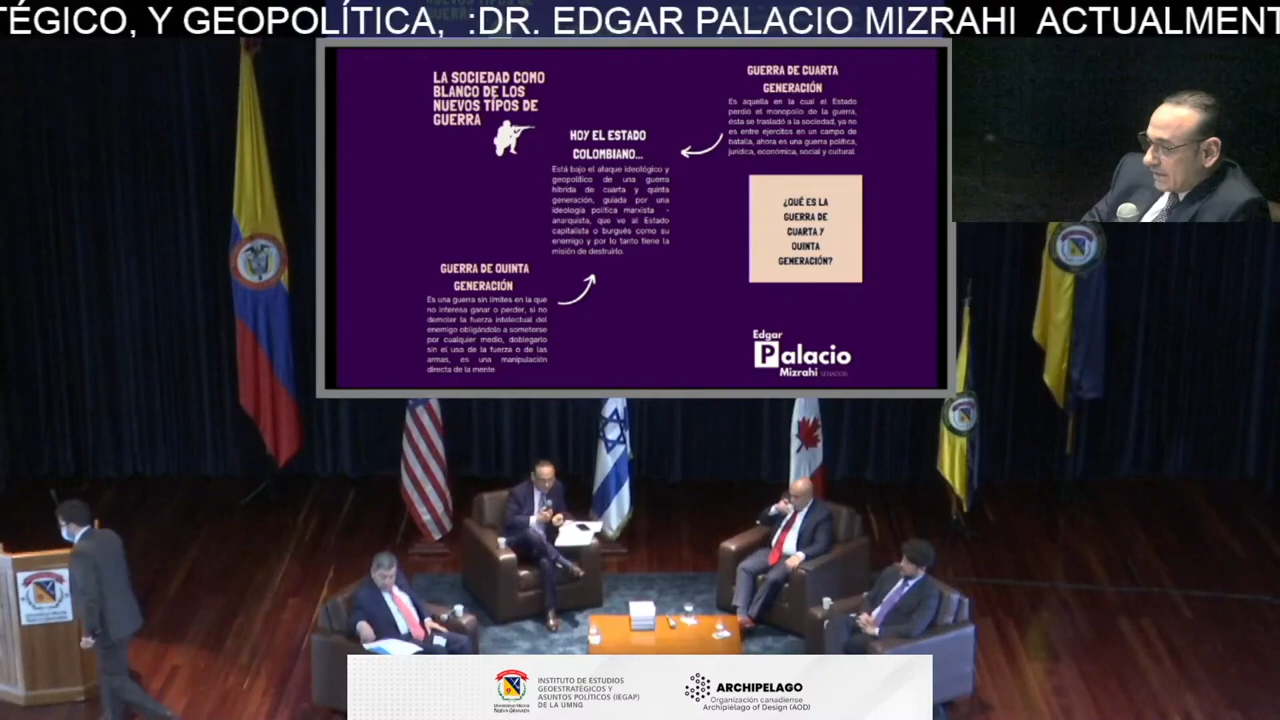 TÉGICO, Y GEOPOLÍTICA, :DR. EDGAR PALACIO MIZRAHI ACTUALMENT
LA SOCIEDAD COMO
BLANCO DE LOS
NUEVOS TIPOS DE
GUERRA
HOY EL ESTADO
COLOMBIANO...
Está bajo el ataque ideológico y
geopolítico de una guerra
híbrida de cuarta y quinta
generación, guiada por una
ideología política marxista -
anarquista, que ve al Estado
capitalista o burgués como su
enemigo y por lo tanto tiene la
misión de destruirlo.
GUERRA DE CUARTA
GENERACIÓN
Es aquella en la cual el Estado
perdió el monopolio de la guerra,
ésta se trasladó a la sociedad, ya no
es entre ejercitos en un campo de
batalla, ahora es una guerra política,
jurídica, económica, social y cultural.
¿QUÉ ES LA
GUERRA DE
CUARTA Y
QUINTA
GENERACIÓN?
GUERRA DE QUINTA
GENERACIÓN
Es una guerra sin límites en la que
no interesa ganar o perder, si no
demoler la fuerza intelectual del
enemigo obligándolo a someterse
por cualquier medio, doblegarlo
sin el uso de la fuerza o de las
armas, es una manipulación
directa de la mente
Edgar
Palacio
Mizrahi SENADOR
INSTITUTO DE ESTUDIOS
GEOESTRATÉGICOS Y
ASUNTOS POLÍTICOS (IEGAP)
DE LA UMNG
ARCHIPELAGO
Organización canadiense
Archipélago of Design (AOD)